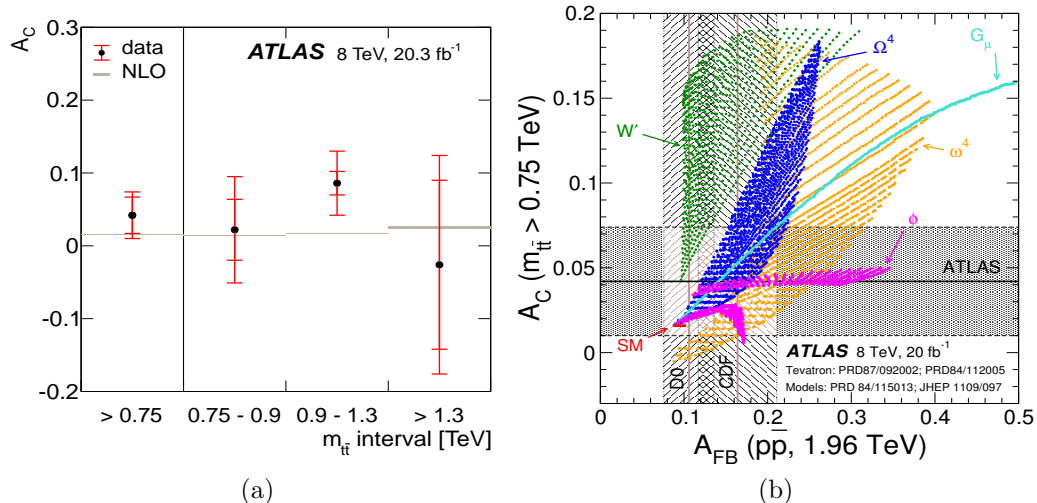 A_C
0.3
0.2
0.1
0
-0.1
-0.2
data
NLO
ATLAS 8 TeV, 20.3 fb⁻¹
> 0.75 0.75 - 0.9 0.9 - 1.3 > 1.3
m_tt̅ interval [TeV]
(a)
A_C (m_tt̅ > 0.75 TeV)
0.2
0.15
0.1
0.05
0
W′
Ω⁴
G_μ
ω⁴
ϕ
ATLAS
SM
D0
CDF
ATLAS 8 TeV, 20 fb⁻¹
Tevatron: PRD87/092002; PRD84/112005
Models: PRD 84/115013; JHEP 1109/097
0 0.1 0.2 0.3 0.4 0.5
A_FB (pp̅, 1.96 TeV)
(b)